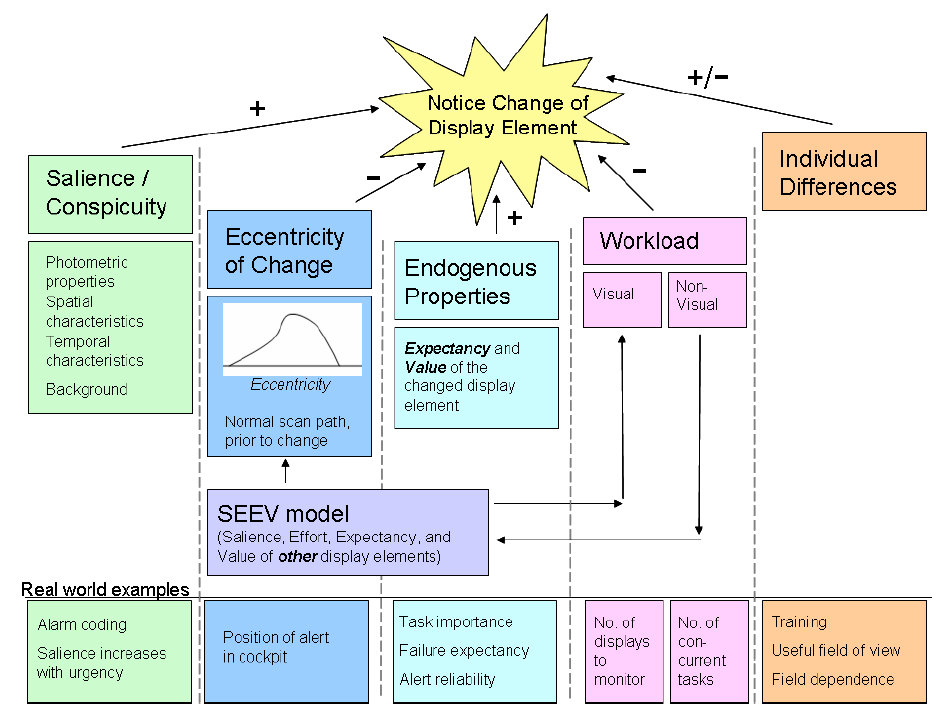 Notice Change of
Display Element
+
+/−
−
+
−
Salience /
Conspicuity
Photometric
properties
Spatial
characteristics
Temporal
characteristics
Background
Eccentricity
of Change
Eccentricity
Normal scan path,
prior to change
Endogenous
Properties
Expectancy and
Value of the
changed display
element
Workload
Visual
Non-
Visual
Individual
Differences
SEEV model
(Salience, Effort, Expectancy, and
Value of other display elements)
Real world examples
Alarm coding
Salience increases
with urgency
Position of alert
in cockpit
Task importance
Failure expectancy
Alert reliability
No. of
displays
to
monitor
No. of
con-
current
tasks
Training
Useful field of view
Field dependence